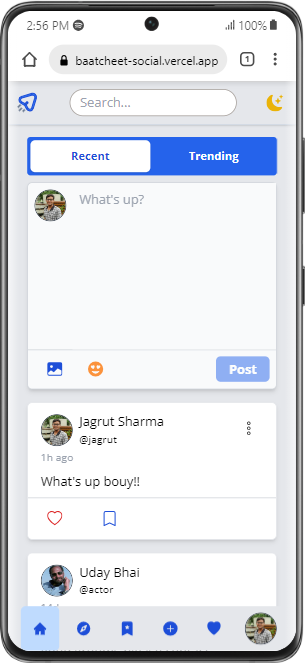 2:56 PM 100%
baatcheet-social.vercel.app 1
Search...
Recent Trending
What's up?
Post
Jagrut Sharma
@jagrut
1h ago
What's up bouy!!
Uday Bhai
@actor